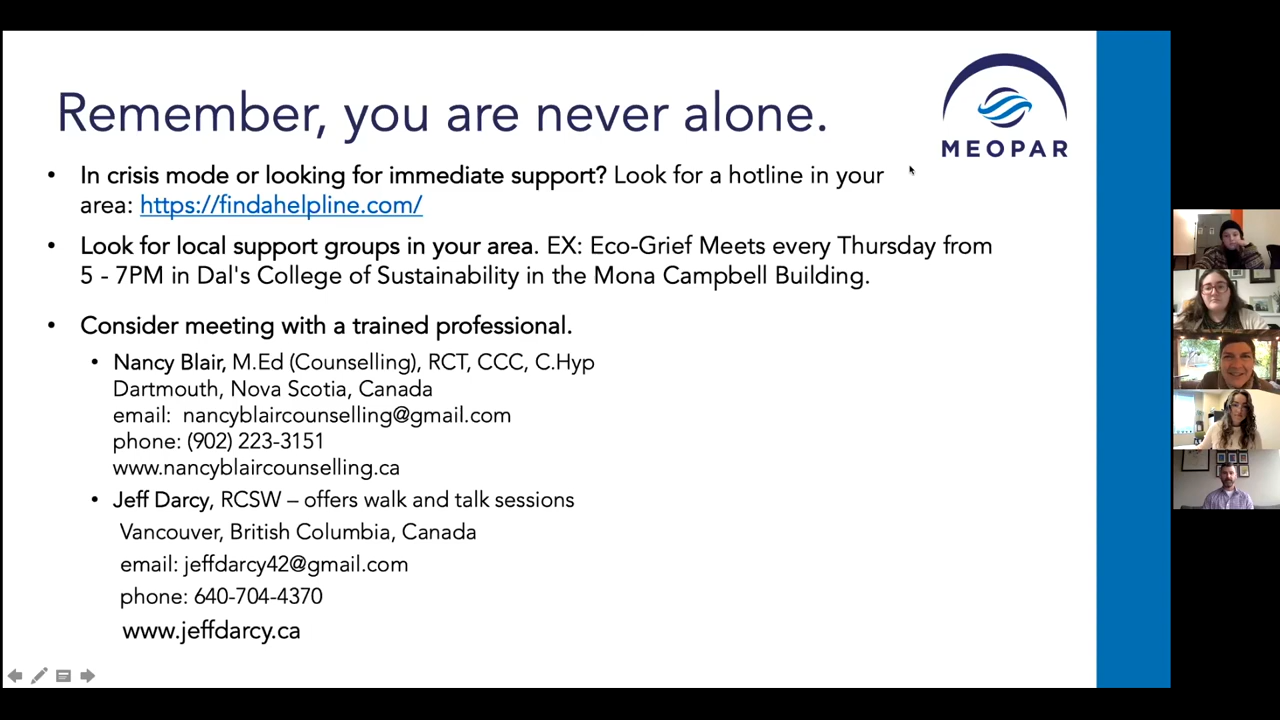 Remember, you are never alone.
MEOPAR
• In crisis mode or looking for immediate support? Look for a hotline in your
area: https://findahelpline.com/
• Look for local support groups in your area. EX: Eco-Grief Meets every Thursday from
5 - 7PM in Dal's College of Sustainability in the Mona Campbell Building.
• Consider meeting with a trained professional.
• Nancy Blair, M.Ed (Counselling), RCT, CCC, C.Hyp
Dartmouth, Nova Scotia, Canada
email: nancyblaircounselling@gmail.com
phone: (902) 223-3151
www.nancyblaircounselling.ca
• Jeff Darcy, RCSW – offers walk and talk sessions
Vancouver, British Columbia, Canada
email: jeffdarcy42@gmail.com
phone: 640-704-4370
www.jeffdarcy.ca